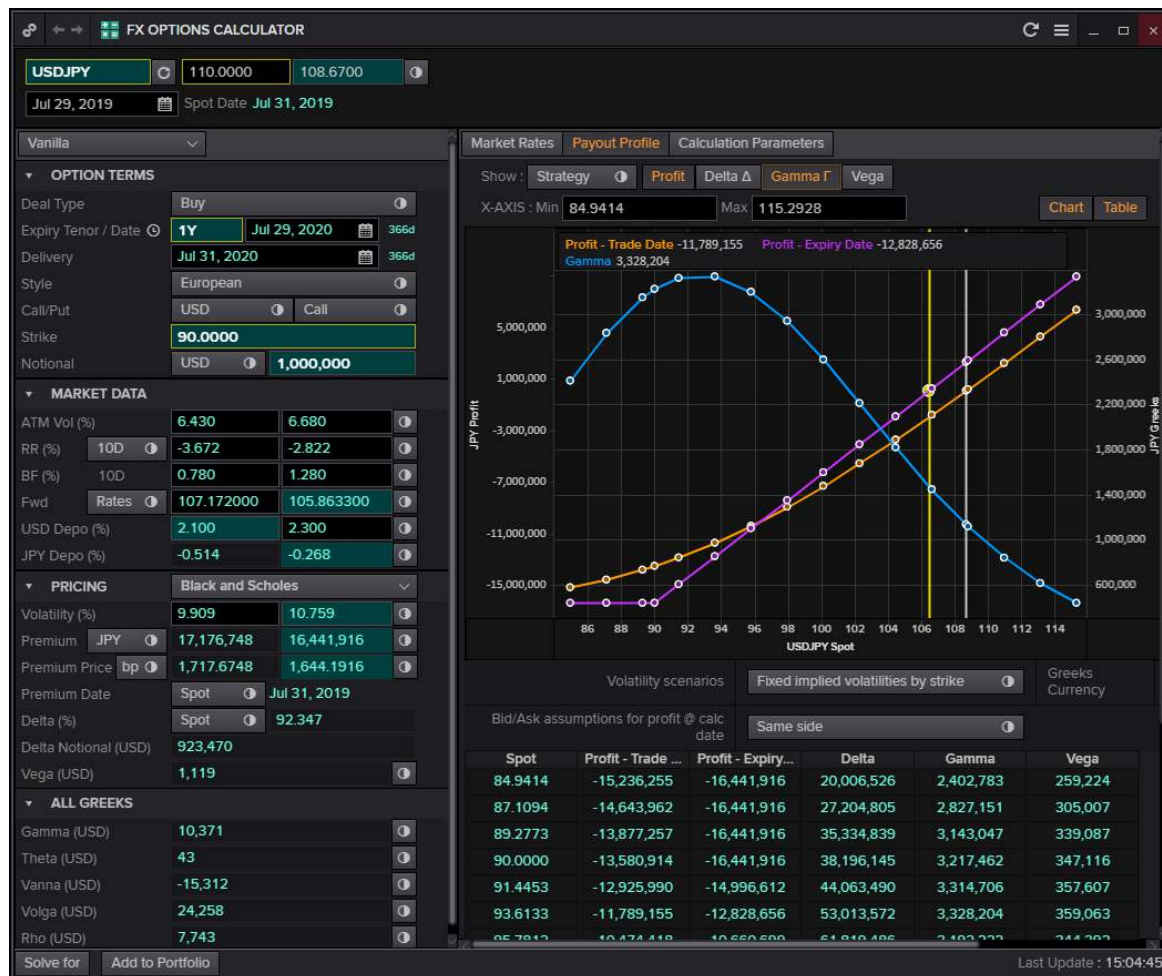 FX OPTIONS CALCULATOR
USDJPY 110.0000 108.6700
Jul 29, 2019 Spot Date Jul 31, 2019
Vanilla
OPTION TERMS
Deal Type Buy
Expiry Tenor / Date 1Y Jul 29, 2020 366d
Delivery Jul 31, 2020 366d
Style European
Call/Put USD Call
Strike 90.0000
Notional USD 1,000,000
MARKET DATA
ATM Vol (%) 6.430 6.680
RR (%) 10D -3.672 -2.822
BF (%) 10D 0.780 1.280
Fwd Rates 107.172000 105.863300
USD Depo (%) 2.100 2.300
JPY Depo (%) -0.514 -0.268
PRICING Black and Scholes
Volatility (%) 9.909 10.759
Premium JPY 17,176,748 16,441,916
Premium Price bp 1,717.6748 1,644.1916
Premium Date Spot Jul 31, 2019
Delta (%) Spot 92.347
Delta Notional (USD) 923,470
Vega (USD) 1,119
ALL GREEKS
Gamma (USD) 10,371
Theta (USD) 43
Vanna (USD) -15,312
Volga (USD) 24,258
Rho (USD) 7,743
Solve for Add to Portfolio
Market Rates Payout Profile Calculation Parameters
Show : Strategy Profit Delta Δ Gamma Γ Vega
X-AXIS : Min 84.9414 Max 115.2928 Chart Table
Profit - Trade Date -11,789,155 Profit - Expiry Date -12,828,656
Gamma 3,328,204
JPY Profit
5,000,000
1,000,000
-3,000,000
-7,000,000
-11,000,000
-15,000,000
3,000,000
2,600,000
2,200,000
1,800,000
1,400,000
1,000,000
600,000
JPY Greeks
86 88 90 92 94 96 98 100 102 104 106 108 110 112 114
USDJPY Spot
Volatility scenarios Fixed implied volatilities by strike Greeks
Currency
Bid/Ask assumptions for profit @ calc
date Same side
Spot Profit - Trade ... Profit - Expiry... Delta Gamma Vega
84.9414 -15,236,255 -16,441,916 20,006,526 2,402,783 259,224
87.1094 -14,643,962 -16,441,916 27,204,805 2,827,151 305,007
89.2773 -13,877,257 -16,441,916 35,334,839 3,143,047 339,087
90.0000 -13,580,914 -16,441,916 38,196,145 3,217,462 347,116
91.4453 -12,925,990 -14,996,612 44,063,490 3,314,706 357,607
93.6133 -11,789,155 -12,828,656 53,013,572 3,328,204 359,063
Last Update : 15:04:45